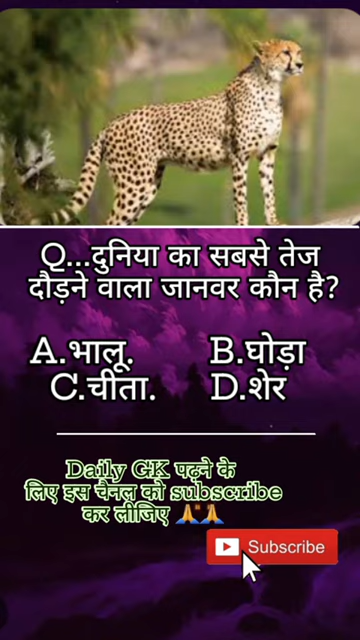 Q...दुनिया का सबसे तेज
दौड़ने वाला जानवर कौन है?
A.भालू. B.घोड़ा
C.चीता. D.शेर
Daily GK पढ़ने के
लिए इस चैनल को subscribe
कर लीजिए 🙏🙏
Subscribe